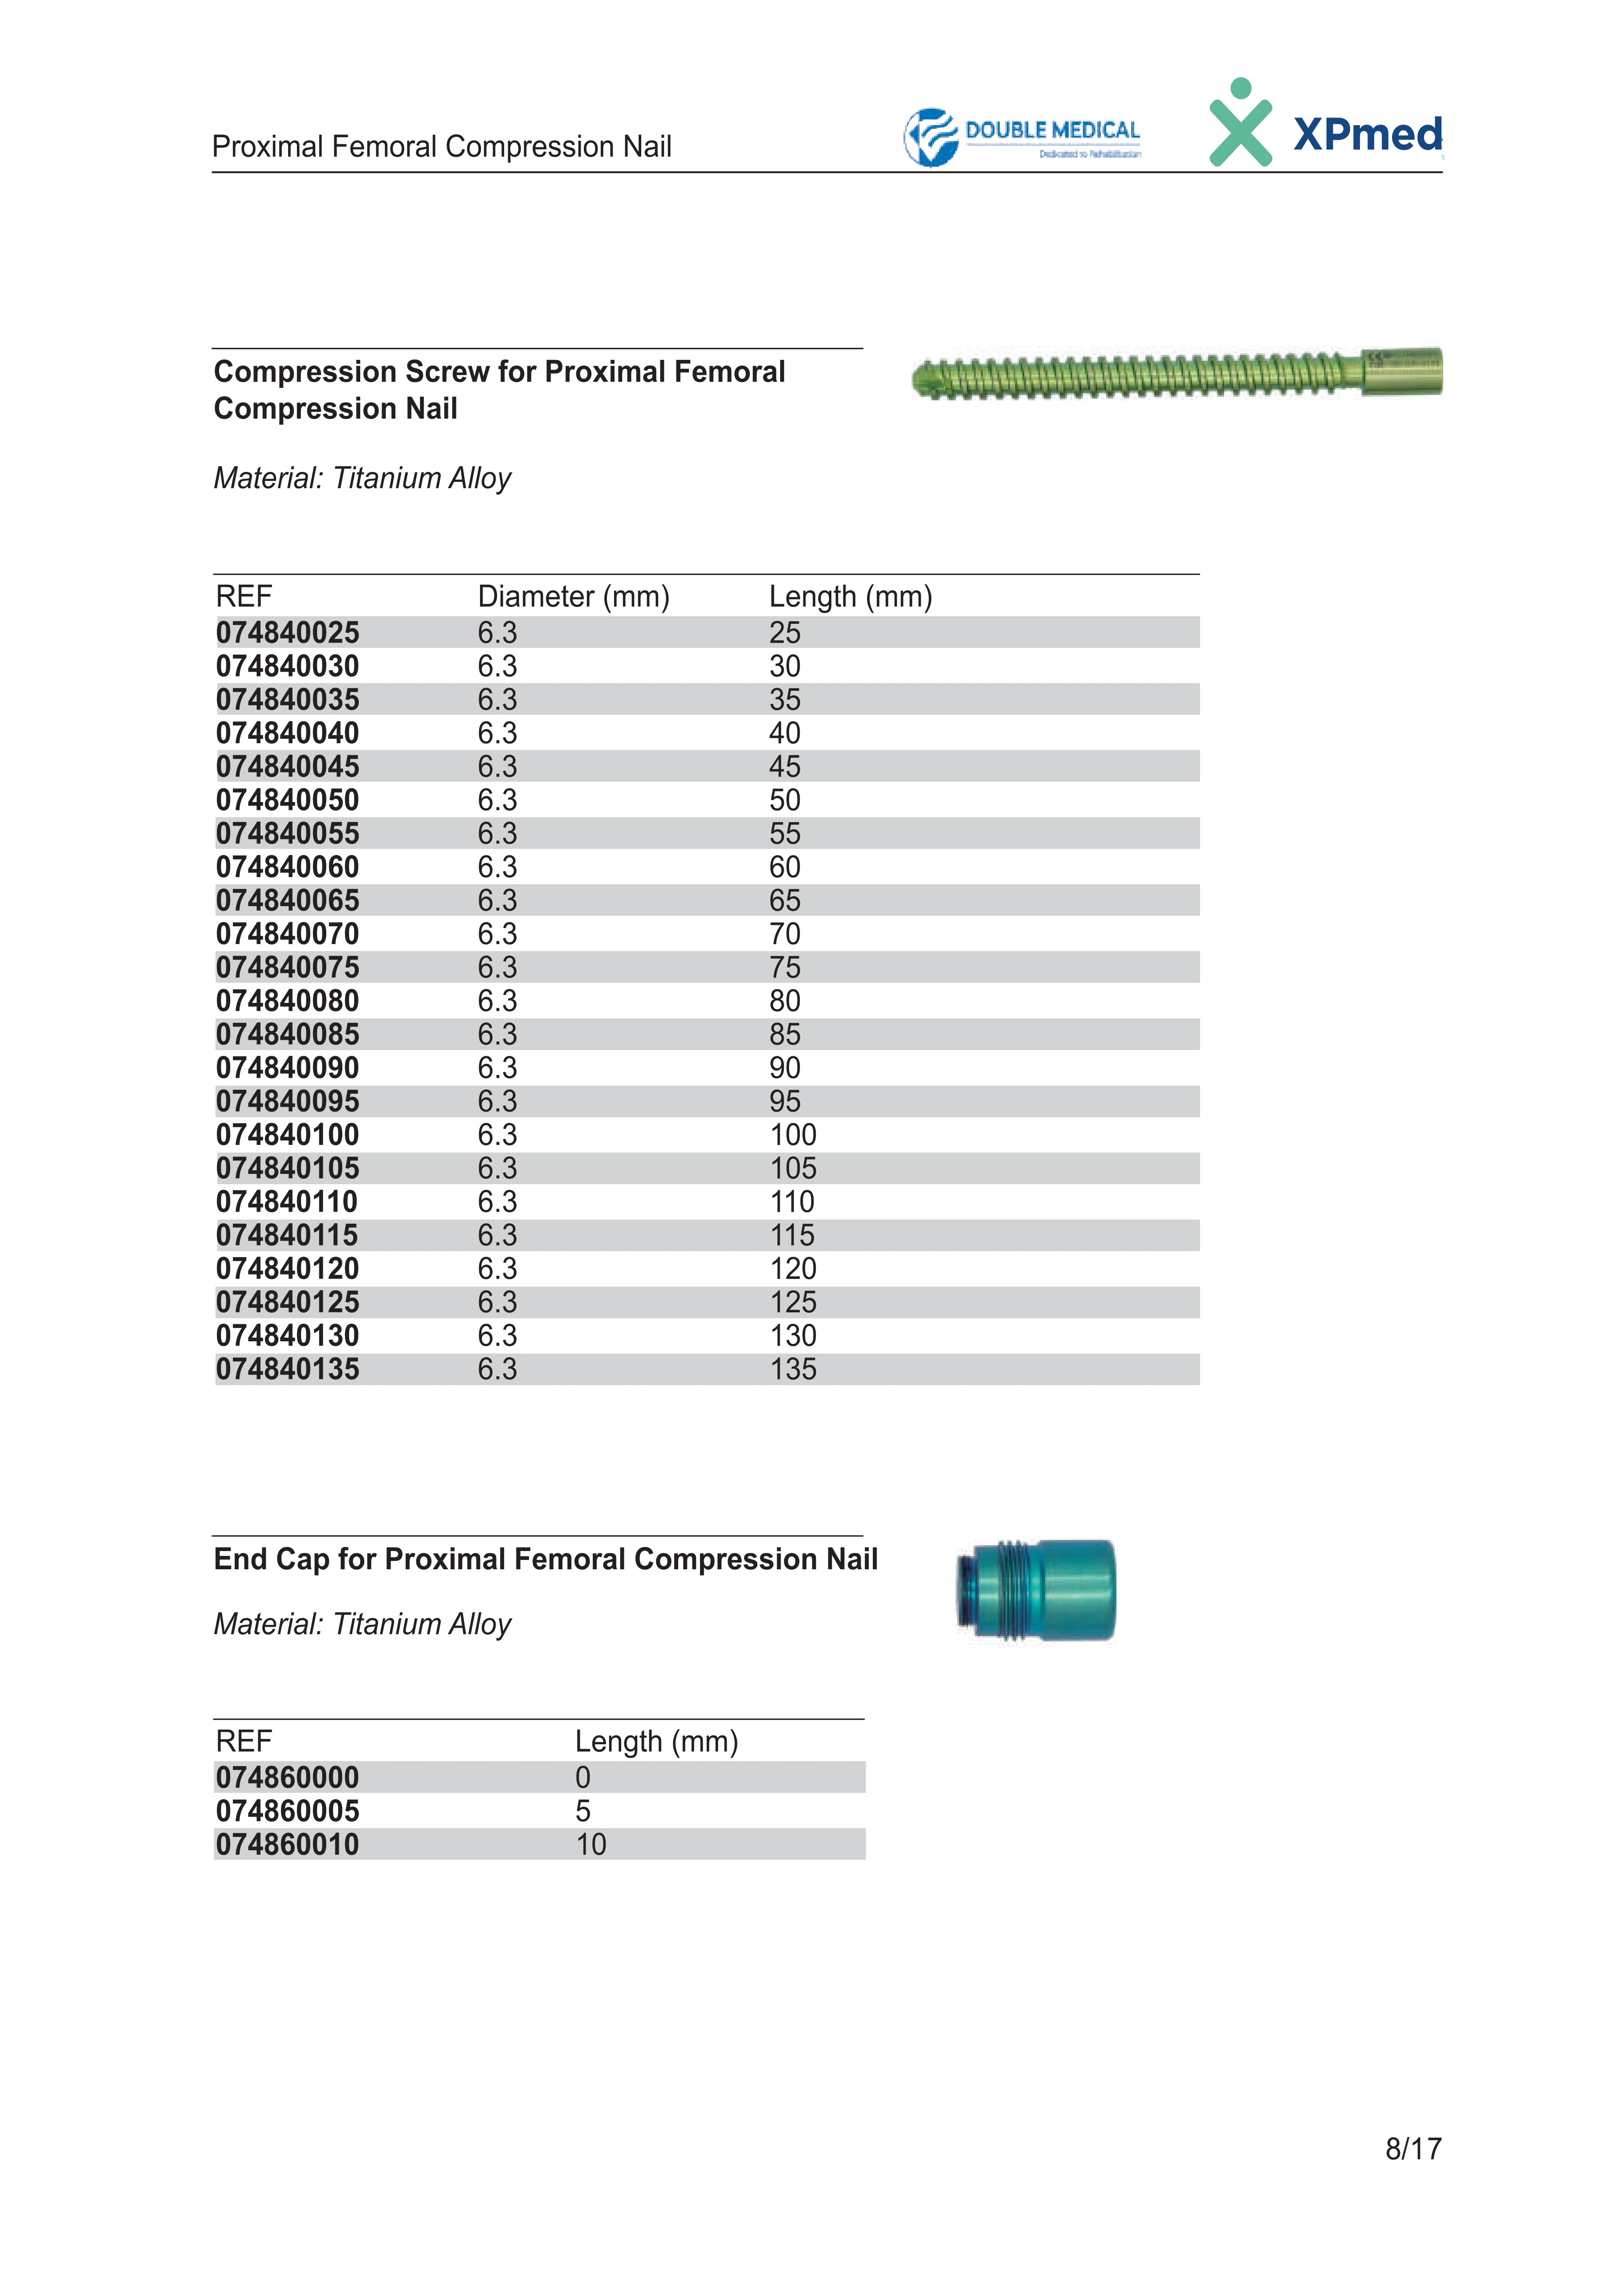 Proximal Femoral Compression Nail
DOUBLE MEDICAL
Dedicated to Rehabilitation
XPmed
Compression Screw for Proximal Femoral
Compression Nail
Material: Titanium Alloy
REF Diameter (mm) Length (mm)
074840025 6.3 25
074840030 6.3 30
074840035 6.3 35
074840040 6.3 40
074840045 6.3 45
074840050 6.3 50
074840055 6.3 55
074840060 6.3 60
074840065 6.3 65
074840070 6.3 70
074840075 6.3 75
074840080 6.3 80
074840085 6.3 85
074840090 6.3 90
074840095 6.3 95
074840100 6.3 100
074840105 6.3 105
074840110 6.3 110
074840115 6.3 115
074840120 6.3 120
074840125 6.3 125
074840130 6.3 130
074840135 6.3 135
End Cap for Proximal Femoral Compression Nail
Material: Titanium Alloy
REF Length (mm)
074860000 0
074860005 5
074860010 10
8/17